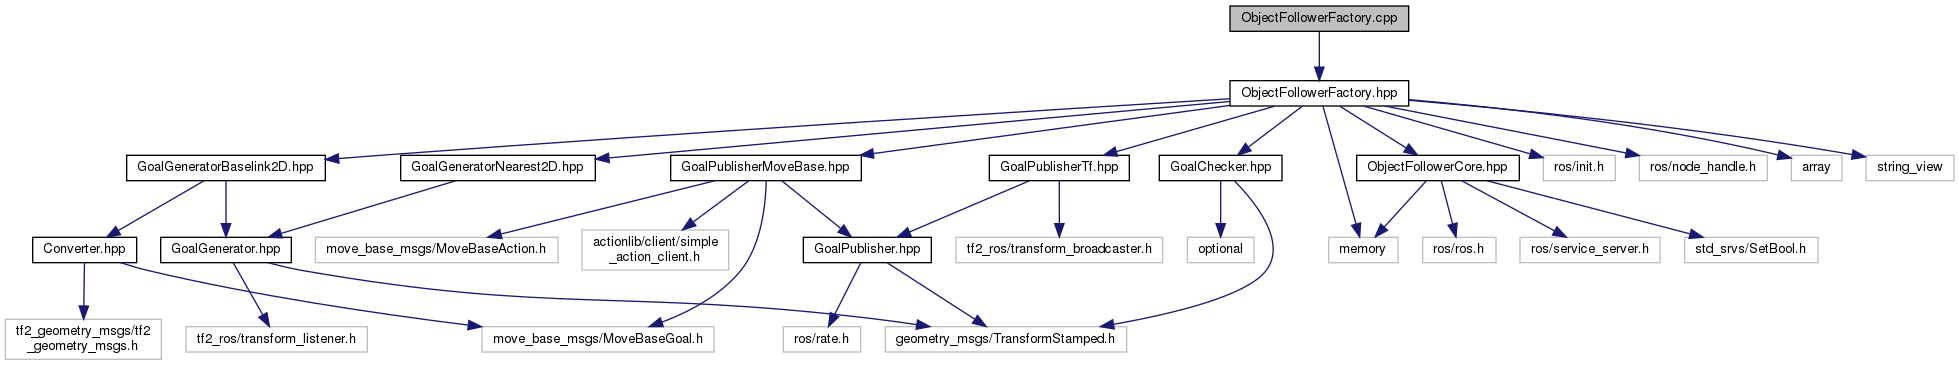 ObjectFollowerFactory.cpp
ObjectFollowerFactory.hpp
GoalGeneratorBaselink2D.hpp
GoalGeneratorNearest2D.hpp
GoalPublisherMoveBase.hpp
GoalPublisherTf.hpp
GoalChecker.hpp
ObjectFollowerCore.hpp
ros/init.h
ros/node_handle.h
array
string_view
Converter.hpp
GoalGenerator.hpp
move_base_msgs/MoveBaseAction.h
actionlib/client/simple
_action_client.h
GoalPublisher.hpp
tf2_ros/transform_broadcaster.h
optional
memory
ros/ros.h
ros/service_server.h
std_srvs/SetBool.h
tf2_geometry_msgs/tf2
_geometry_msgs.h
tf2_ros/transform_listener.h
move_base_msgs/MoveBaseGoal.h
ros/rate.h
geometry_msgs/TransformStamped.h